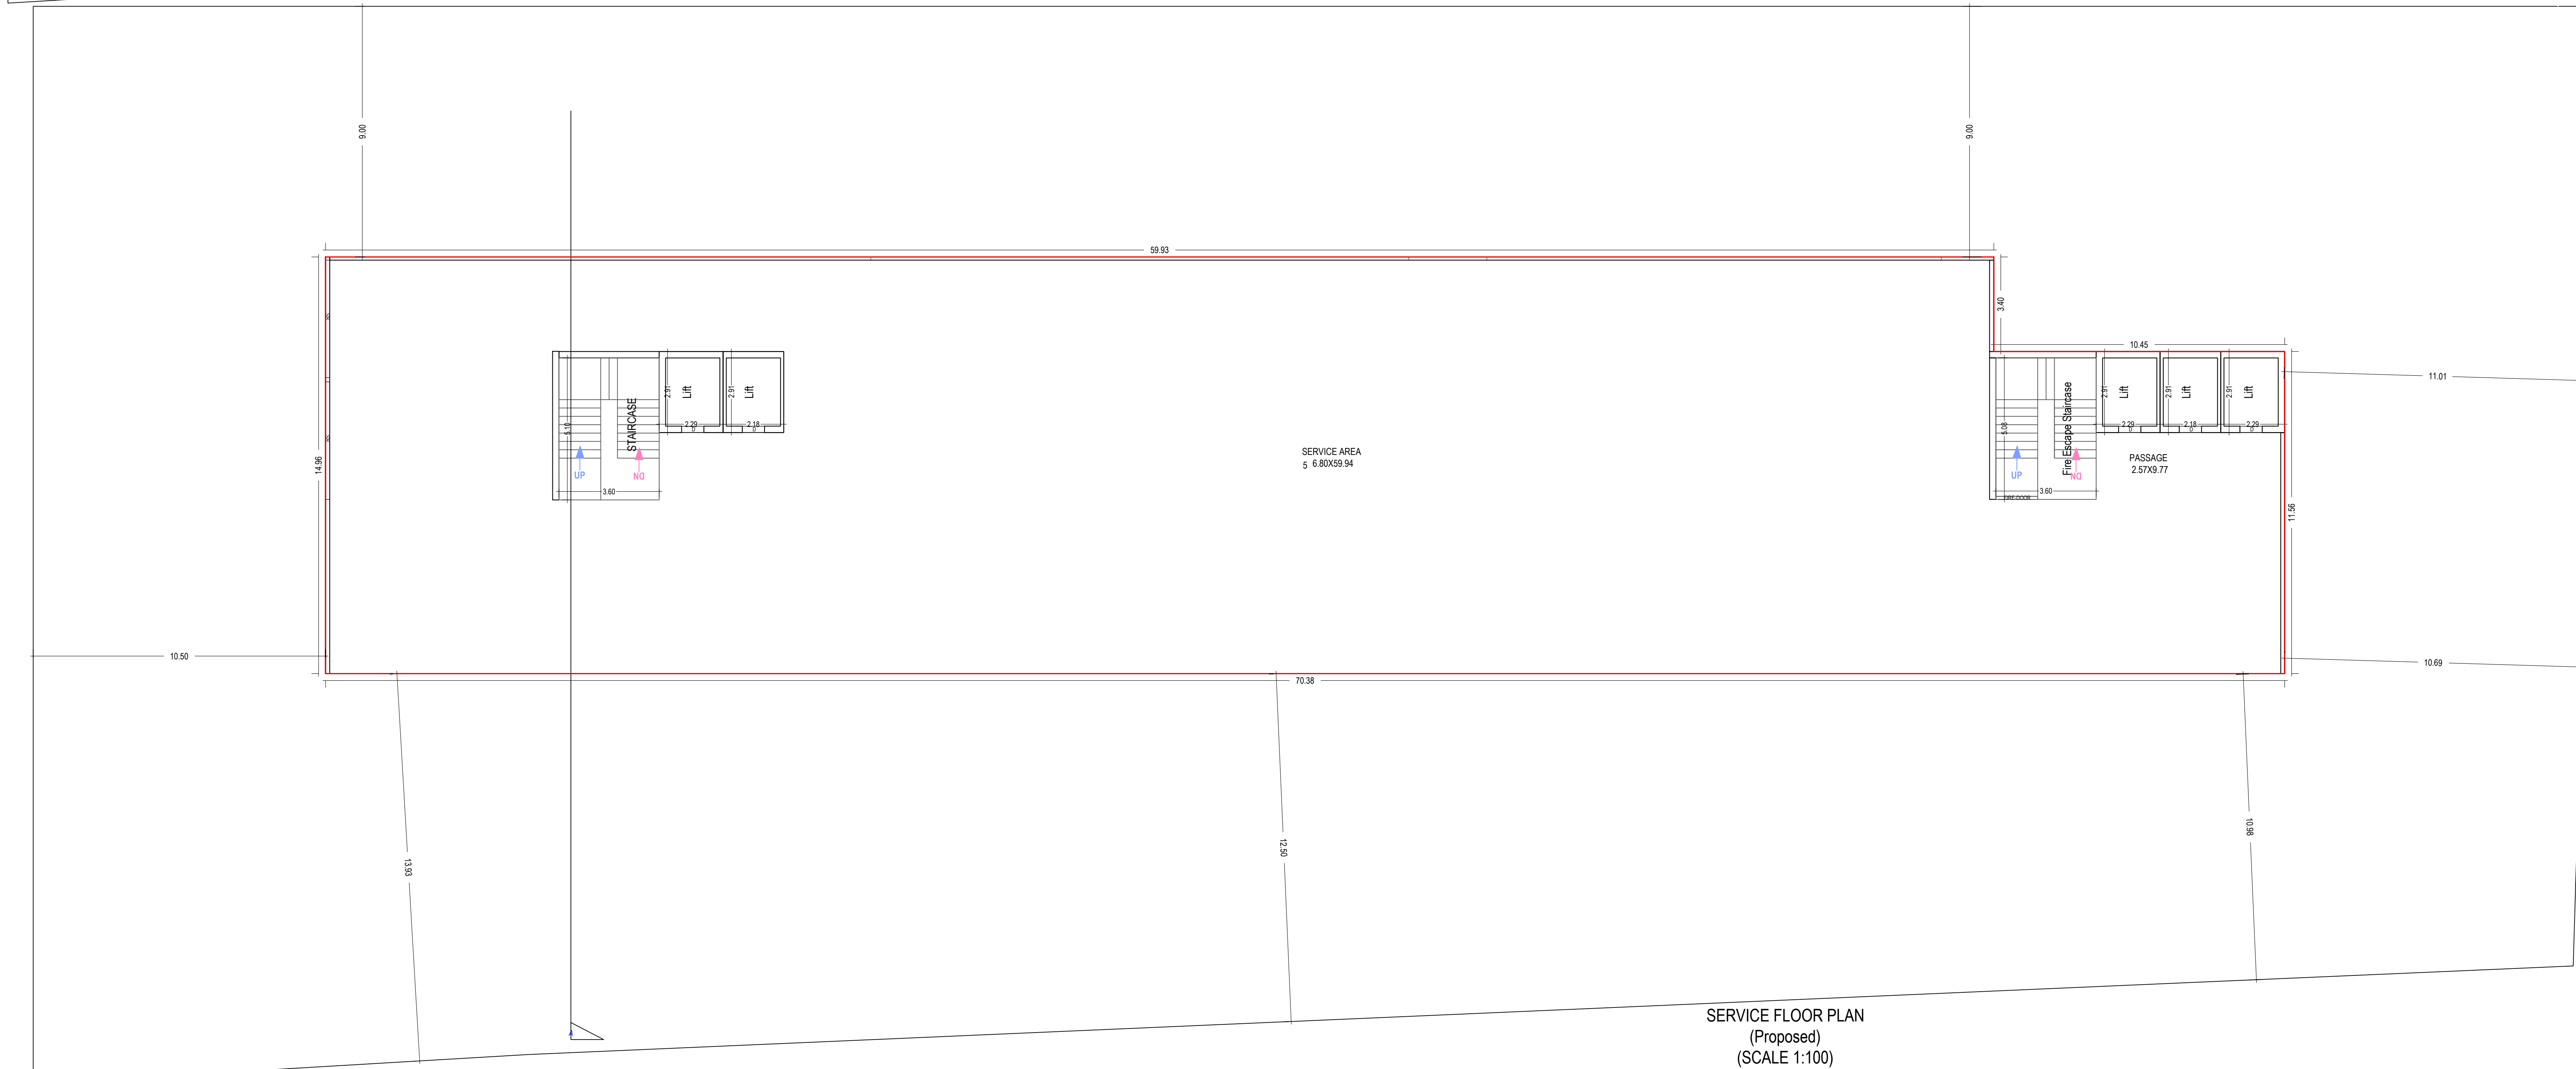 9.00
9.00
59.93
3.40
10.45
11.01
2.91
Lift
2.91
Lift
2.91
Lift
2.91
Lift
2.91
Lift
STAIRCASE
5.10
2.29
D
2.18
D
Fire Escape Staircase
5.08
2.29
D
2.18
D
2.29
D
14.96
SERVICE AREA
5 6.80X59.94
PASSAGE
2.57X9.77
UP
DN
UP
DN
3.60
3.60
FIRE DOOR
11.56
10.50
10.69
70.38
13.93
12.50
10.98
A
SERVICE FLOOR PLAN
(Proposed)
(SCALE 1:100)